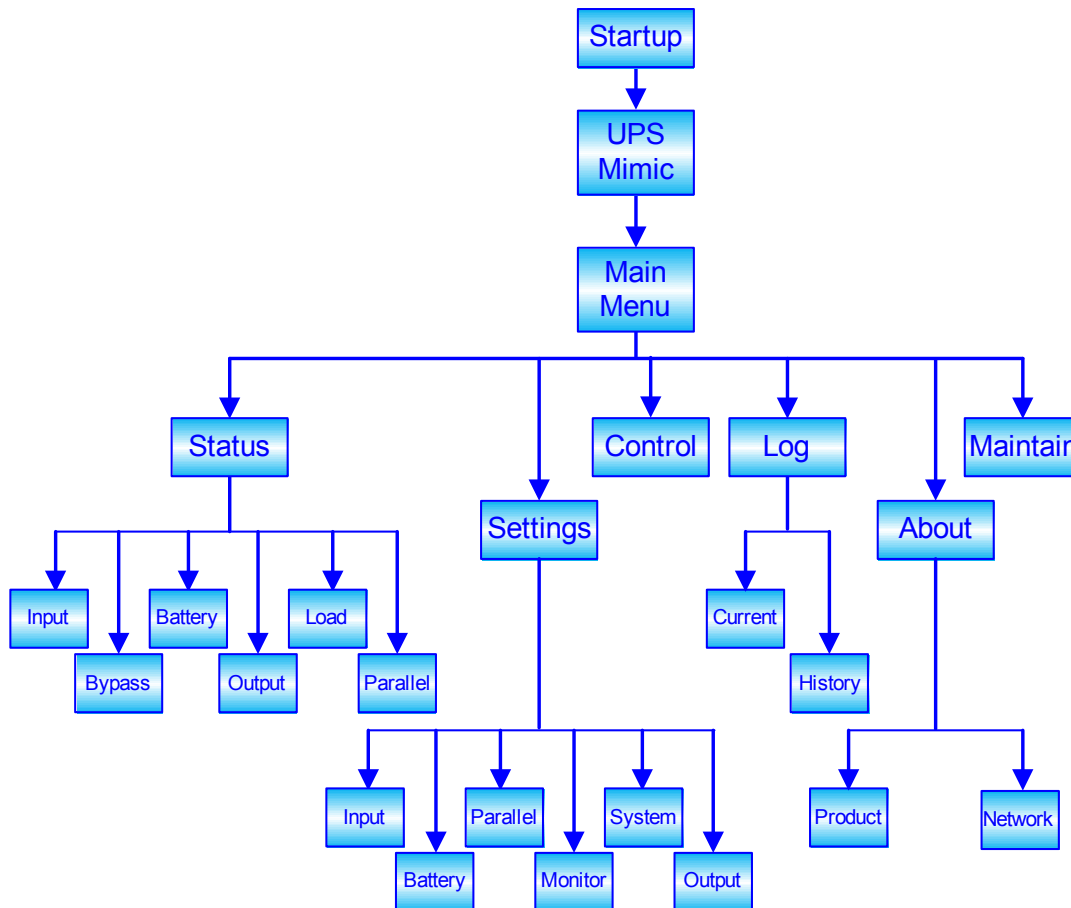 Startup
UPS
Mimic
Main
Menu
Status
Control
Log
Maintain
Settings
About
Input
Battery
Load
Current
Bypass
Output
Parallel
History
Input
Parallel
System
Product
Network
Battery
Monitor
Output